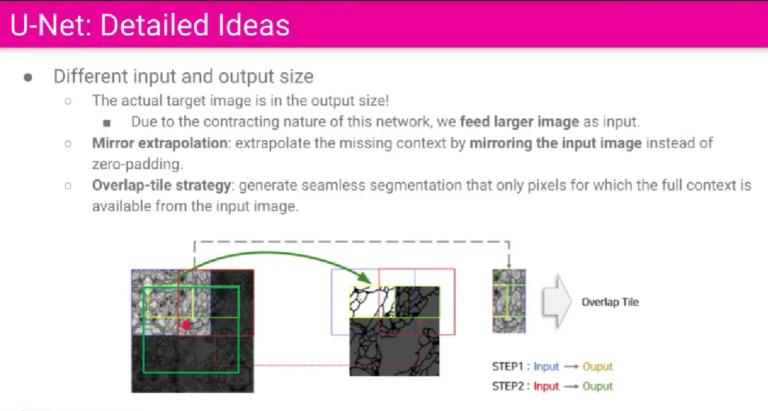 U-Net: Detailed Ideas
● Different input and output size
○ The actual target image is in the output size!
■ Due to the contracting nature of this network, we feed larger image as input.
○ Mirror extrapolation: extrapolate the missing context by mirroring the input image instead of
zero-padding.
○ Overlap-tile strategy: generate seamless segmentation that only pixels for which the full context is
available from the input image.
Overlap Tile
STEP1 : Input → Ouput
STEP2 : Input → Ouput